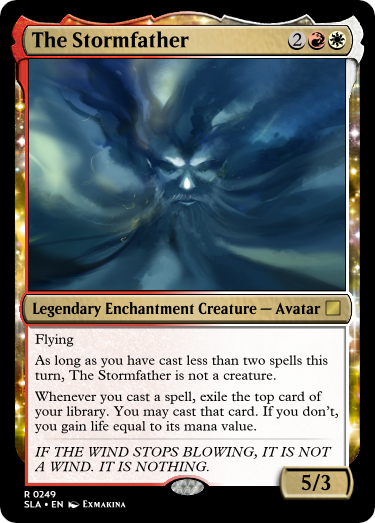 The Stormfather 2
Legendary Enchantment Creature — Avatar
Flying
As long as you have cast less than two spells this
turn, The Stormfather is not a creature.
Whenever you cast a spell, exile the top card of
your library. You may cast that card. If you don't,
you gain life equal to its mana value.
IF THE WIND STOPS BLOWING, IT IS NOT
A WIND. IT IS NOTHING.
5/3
R 0249
SLA • EN Exmakina